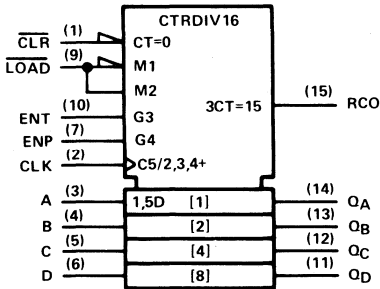 CTRDIV16
CLR (1) CT=0
LOAD (9) M1
M2
3CT=15 (15) RCO
ENT (10) G3
ENP (7) G4
CLK (2) C5/2,3,4+
A (3) 1,5D [1] (14) QA
B (4) [2] (13) QB
C (5) [4] (12) QC
D (6) [8] (11) QD